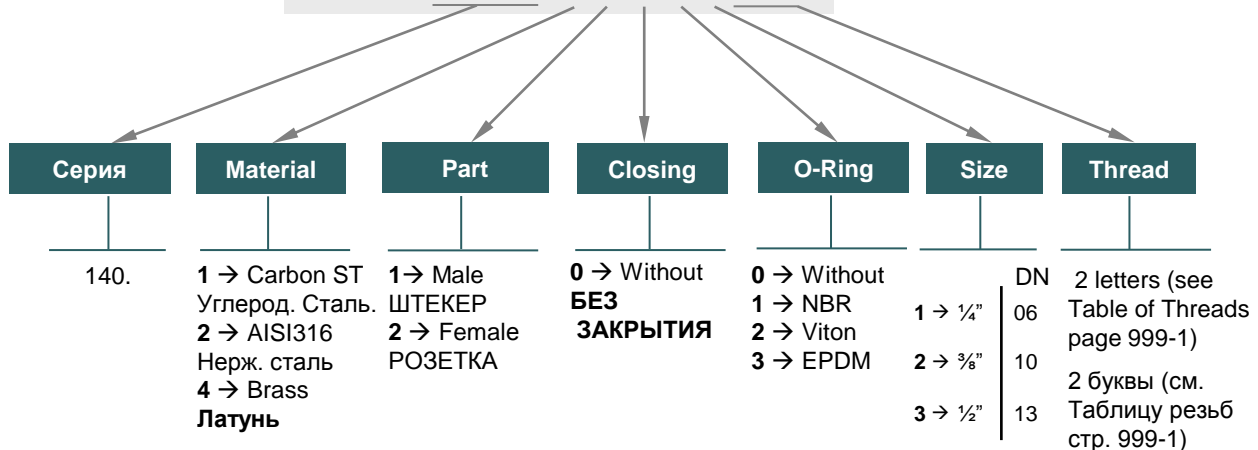 Серия
Material
Part
Closing
O-Ring
Size
Thread
140.
1 → Carbon ST
Углерод. Сталь.
2 → AISI316
Нерж. сталь
4 → Brass
Латунь
1→ Male
ШТЕКЕР
2 → Female
РОЗЕТКА
0 → Without
БЕЗ
ЗАКРЫТИЯ
0 → Without
1 → NBR
2 → Viton
3 → EPDM
DN
1 → ¼” 06
2 → ⅜” 10
3 → ½” 13
2 letters (see
Table of Threads
page 999-1)
2 буквы (см.
Таблицу резьб
стр. 999-1)